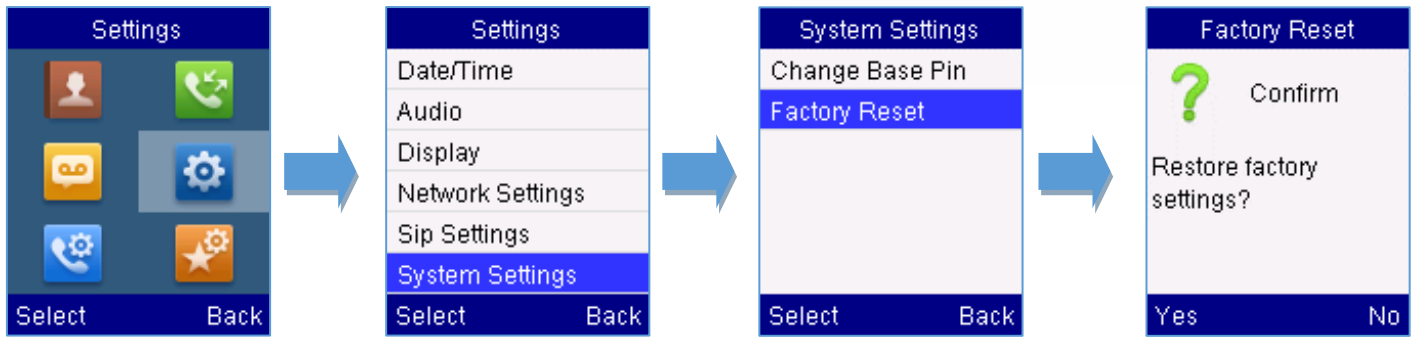 Settings
Select Back
Settings
Date/Time
Audio
Display
Network Settings
Sip Settings
System Settings
Select Back
System Settings
Change Base Pin
Factory Reset
Select Back
Factory Reset
Confirm
Restore factory
settings?
Yes No